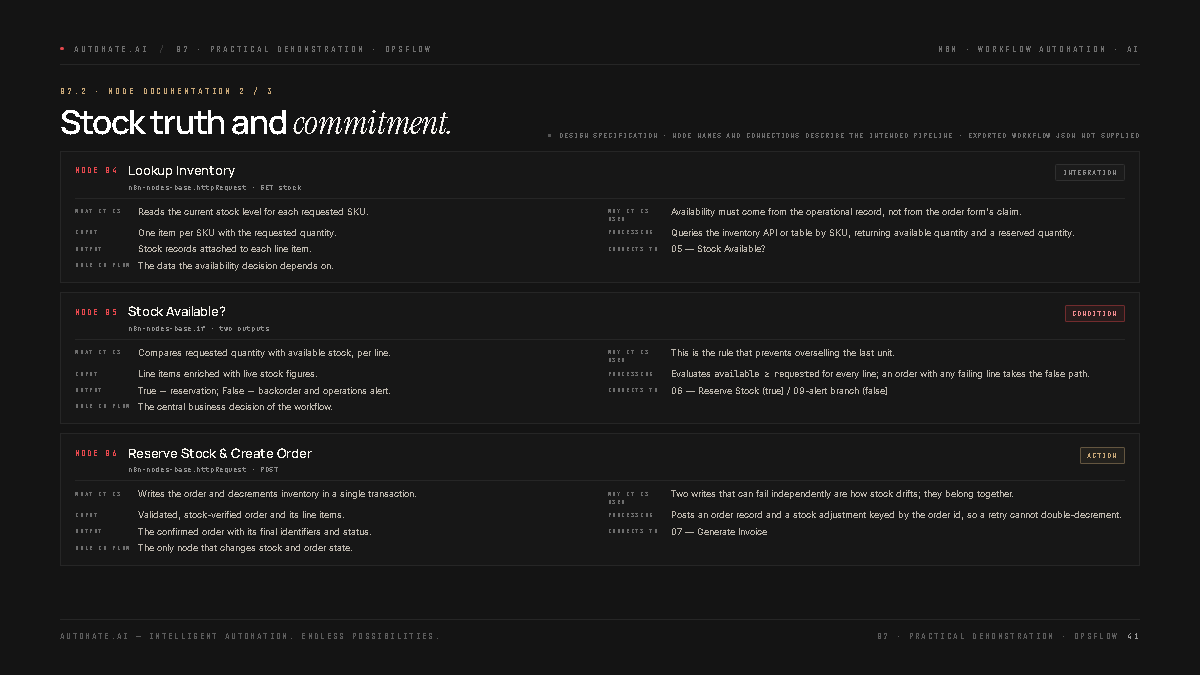 AUTOMATE.AI / 07 · PRACTICAL DEMONSTRATION · OPSFLOW
N8N · WORKFLOW AUTOMATION · AI
07.2 · NODE DOCUMENTATION 2 / 3
Stock truth and commitment.
DESIGN SPECIFICATION · NODE NAMES AND CONNECTIONS DESCRIBE THE INTENDED PIPELINE · EXPORTED WORKFLOW JSON NOT SUPPLIED
NODE 04 Lookup Inventory
INTEGRATION
n8n-nodes-base.httpRequest · GET stock
WHAT IT IS Reads the current stock level for each requested SKU.
WHY IT IS USED Availability must come from the operational record, not from the order form's claim.
INPUT One item per SKU with the requested quantity.
PROCESSING Queries the inventory API or table by SKU, returning available quantity and a reserved quantity.
OUTPUT Stock records attached to each line item.
CONNECTS TO 05 — Stock Available?
ROLE IN FLOW The data the availability decision depends on.
NODE 05 Stock Available?
CONDITION
n8n-nodes-base.if · two outputs
WHAT IT IS Compares requested quantity with available stock, per line.
WHY IT IS USED This is the rule that prevents overselling the last unit.
INPUT Line items enriched with live stock figures.
PROCESSING Evaluates available ≥ requested for every line; an order with any failing line takes the false path.
OUTPUT True — reservation; False — backorder and operations alert.
CONNECTS TO 06 — Reserve Stock (true) / 09-alert branch (false)
ROLE IN FLOW The central business decision of the workflow.
NODE 06 Reserve Stock & Create Order
ACTION
n8n-nodes-base.httpRequest · POST
WHAT IT IS Writes the order and decrements inventory in a single transaction.
WHY IT IS USED Two writes that can fail independently are how stock drifts; they belong together.
INPUT Validated, stock-verified order and its line items.
PROCESSING Posts an order record and a stock adjustment keyed by the order id, so a retry cannot double-decrement.
OUTPUT The confirmed order with its final identifiers and status.
CONNECTS TO 07 — Generate Invoice
ROLE IN FLOW The only node that changes stock and order state.
AUTOMATE.AI — INTELLIGENT AUTOMATION. ENDLESS POSSIBILITIES.
07 · PRACTICAL DEMONSTRATION · OPSFLOW 41